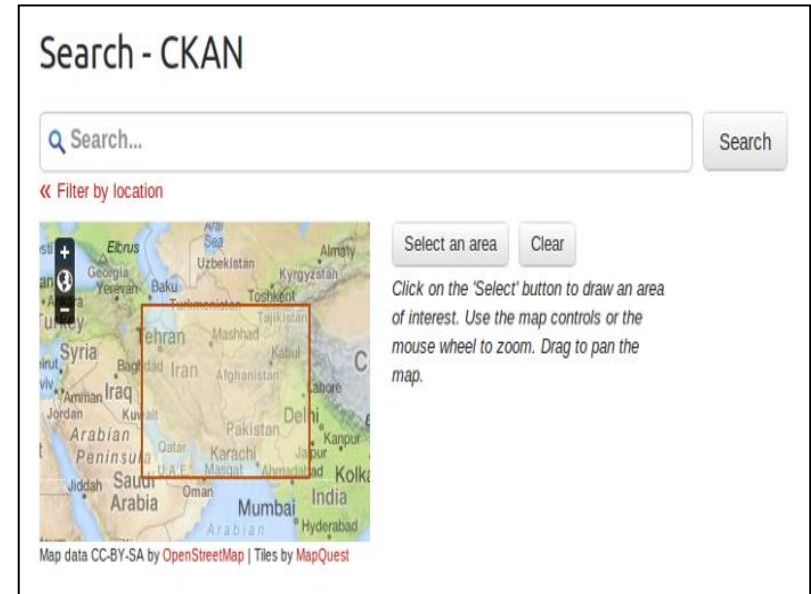 Search - CKAN
Search...
Search
« Filter by location
Select an area
Clear
Click on the 'Select' button to draw an area
of interest. Use the map controls or the
mouse wheel to zoom. Drag to pan the
map.
+
−
Elbrus
Aral
Sea
Uzbekistan
Almaty
Georgia
Kyrgyzstan
Yerevan
Baku
Toshkent
Turkmenistan
Tajikistan
Tehran
Mashhad
Syria
Kabul
Baghdad
Iran
Afghanistan
Amman
Iraq
Jordan
Kuwait
Delhi
Arabian
Pakistan
Kanpur
Peninsula
Qatar
Karachi
Jaipur
U.A.E.
Masqat
Ahmadabad
Kolka
Jiddah
Saudi
Arabia
Oman
India
Mumbai
Arabian
Hyderabad
Map data CC-BY-SA by OpenStreetMap | Tiles by MapQuest